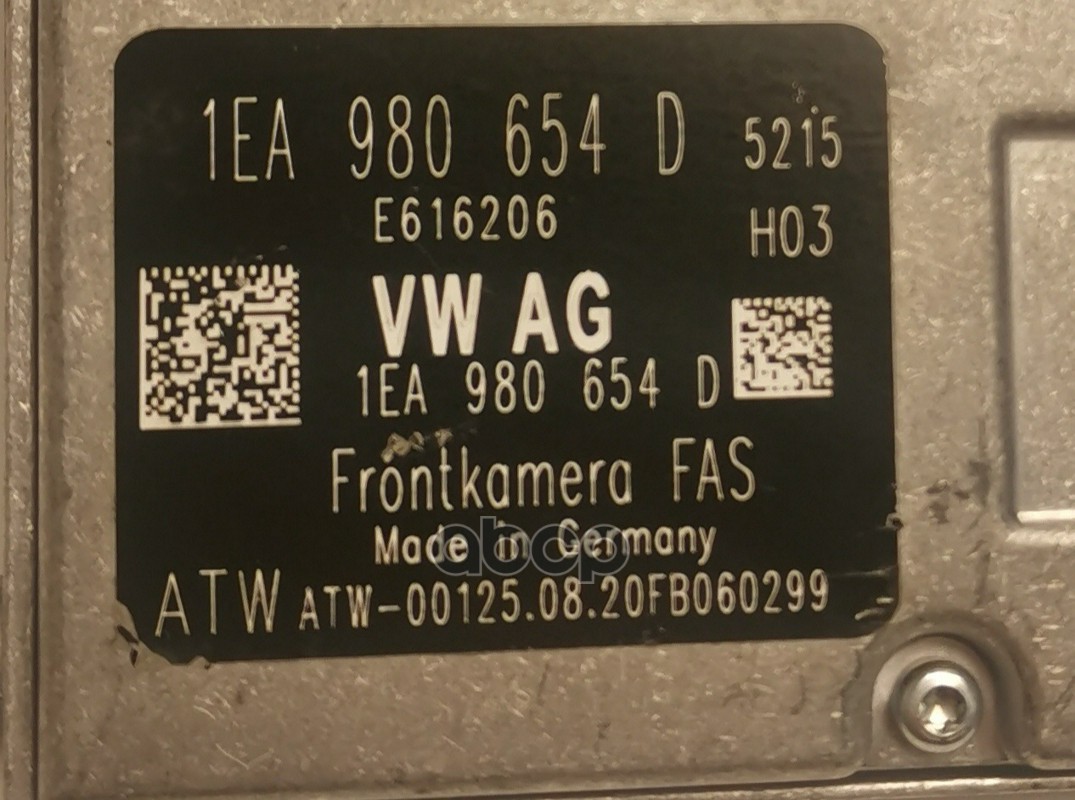 1EA 980 654 D 5215
E616206 H03
VW AG
1EA 980 654 D
Frontkamera FAS
Made in Germany
abcp
ATW ATW-00125.08.20FB060299